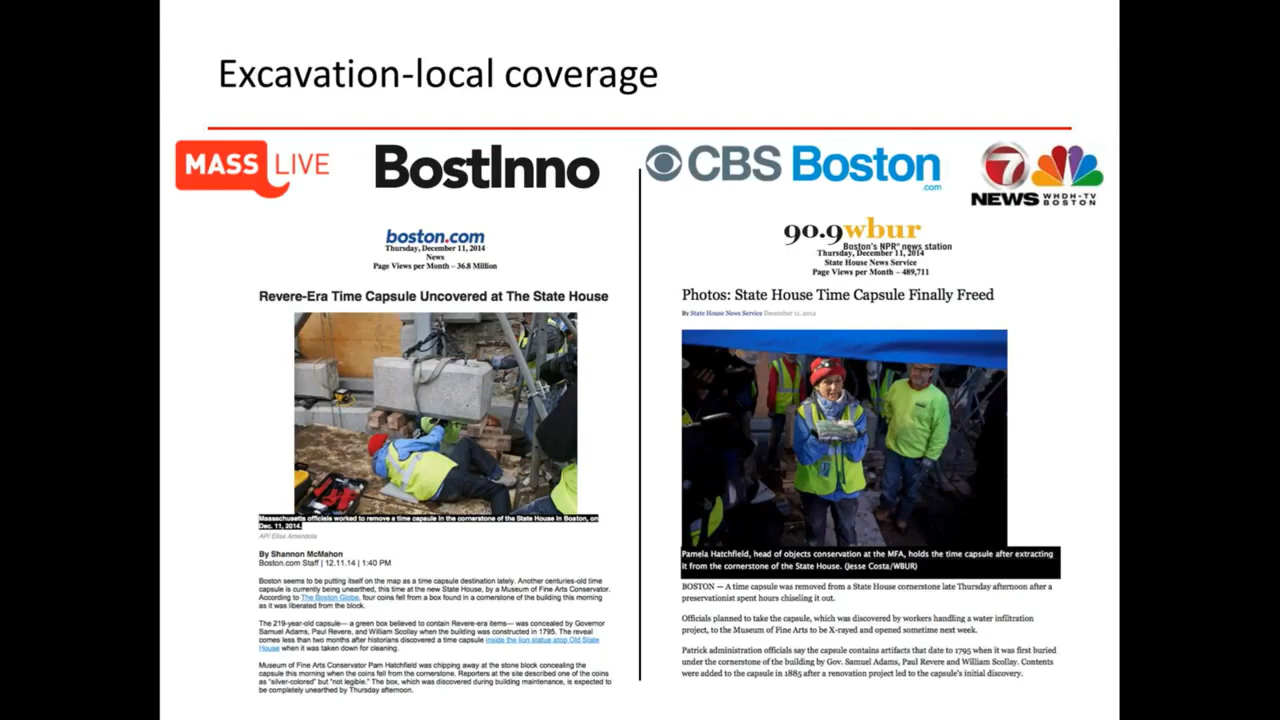 Excavation-local coverage
MASS LIVE
BostInno
CBS Boston
.com
7
NEWS WHDH-TV
BOSTON
boston.com
Thursday, December 11, 2014
News
Page Views per Month – 36.8 Million
Revere-Era Time Capsule Uncovered at The State House
Massachusetts officials worked to remove a time capsule in the cornerstone of the State House in Boston, on
Dec. 11, 2014.
AP/ Elise Amendola
By Shannon McMahon
Boston.com Staff | 12.11.14 | 1:40 PM
Boston seems to be putting itself on the map as a time capsule destination lately. Another centuries-old time
capsule is currently being unearthed, this time at the new State House, by a Museum of Fine Arts Conservator.
According to The Boston Globe, four coins fell from a box found in a cornerstone of the building this morning
as it was liberated from the block.
The 219-year-old capsule— a green box believed to contain Revere-era items— was concealed by Governor
Samuel Adams, Paul Revere, and William Scollay when the building was constructed in 1795. The reveal
comes less than two months after historians discovered a time capsule inside the lion statue atop Old State
House when it was taken down for cleaning.
Museum of Fine Arts Conservator Pam Hatchfield was chipping away at the stone block concealing the
capsule this morning when the coins fell from the cornerstone. Reporters at the site described one of the coins
as "silver-colored" but "not legible." The box, which was discovered during building maintenance, is expected to
be completely unearthed by Thursday afternoon.
90.9wbur
Boston's NPR® news station
Thursday, December 11, 2014
State House News Service
Page Views per Month – 489,711
Photos: State House Time Capsule Finally Freed
By State House News Service December 11, 2014
Pamela Hatchfield, head of objects conservation at the MFA, holds the time capsule after extracting
it from the cornerstone of the State House. (Jesse Costa/WBUR)
BOSTON — A time capsule was removed from a State House cornerstone late Thursday afternoon after a
preservationist spent hours chiseling it out.
Officials planned to take the capsule, which was discovered by workers handling a water infiltration
project, to the Museum of Fine Arts to be X-rayed and opened sometime next week.
Patrick administration officials say the capsule contains artifacts that date to 1795 when it was first buried
under the cornerstone of the building by Gov. Samuel Adams, Paul Revere and William Scollay. Contents
were added to the capsule in 1885 after a renovation project led to the capsule's initial discovery.